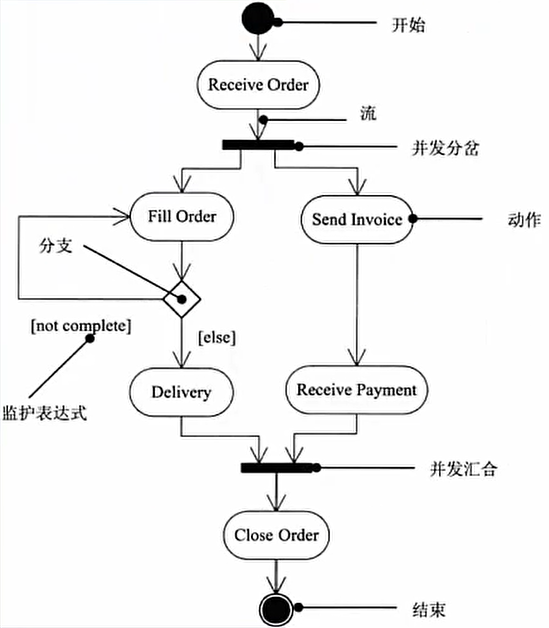 开始
Receive Order
流
并发分岔
Fill Order
Send Invoice
动作
分支
[not complete]
[else]
Delivery
Receive Payment
监护表达式
并发汇合
Close Order
结束